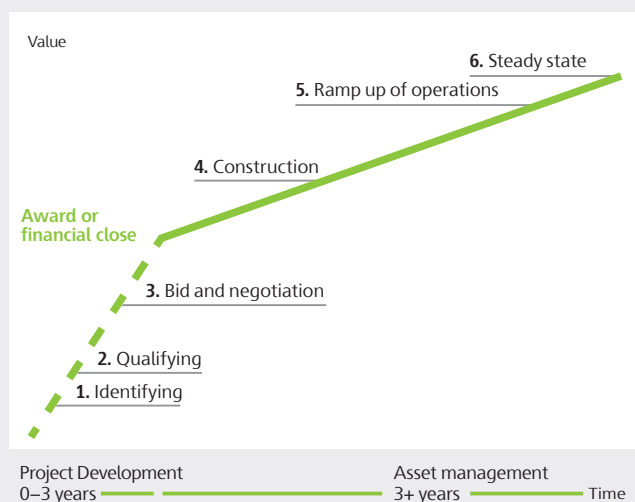 Value
6. Steady state
5. Ramp up of operations
4. Construction
Award or
financial close
3. Bid and negotiation
2. Qualifying
1. Identifying
Project Development
0–3 years
Asset management
3+ years
Time